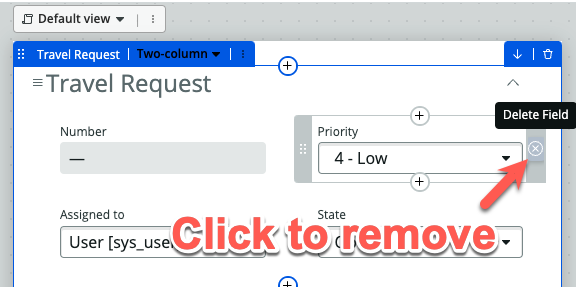 Default view
Travel Request Two-column
Travel Request
Delete Field
Number
Priority
—
4 - Low
Assigned to
State
User [sys_use
Click to remove